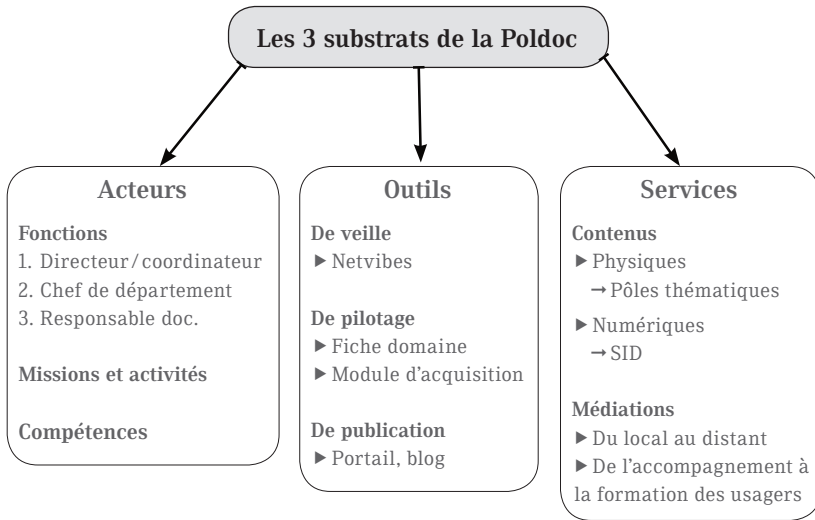 Les 3 substrats de la Poldoc
Acteurs
Fonctions
1. Directeur/coordinateur
2. Chef de département
3. Responsable doc.
Missions et activités
Compétences
Outils
De veille
▶ Netvibes
De pilotage
▶ Fiche domaine
▶ Module d'acquisition
De publication
▶ Portail, blog
Services
Contenus
▶ Physiques
→ Pôles thématiques
▶ Numériques
→ SID
Médiations
▶ Du local au distant
▶ De l'accompagnement à
la formation des usagers